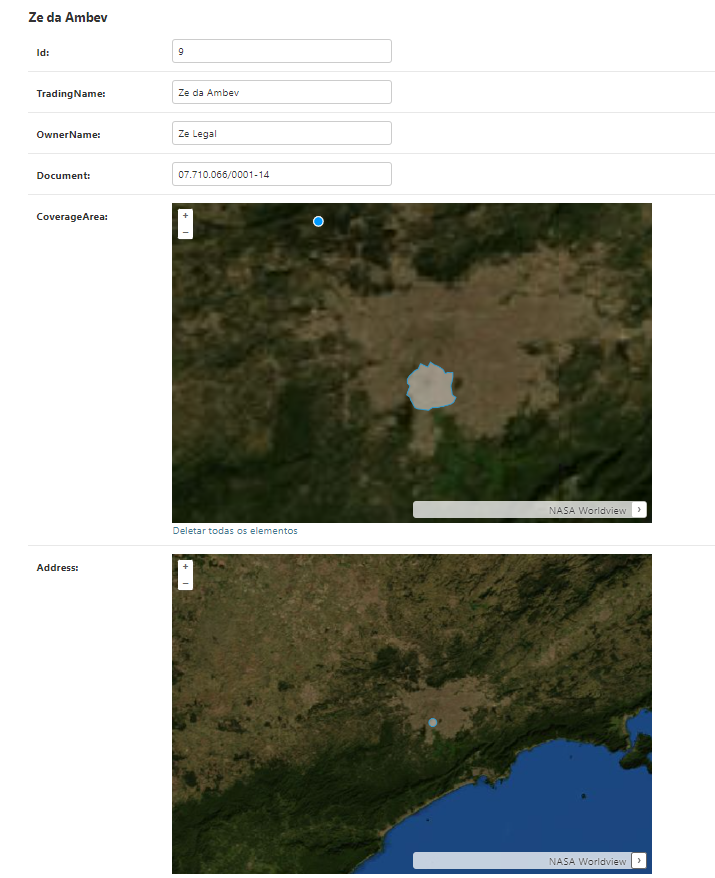 Ze da Ambev
Id: 9
TradingName: Ze da Ambev
OwnerName: Ze Legal
Document: 07.710.066/0001-14
CoverageArea:
+
−
NASA Worldview ›
Deletar todas os elementos
Address:
+
−
NASA Worldview ›